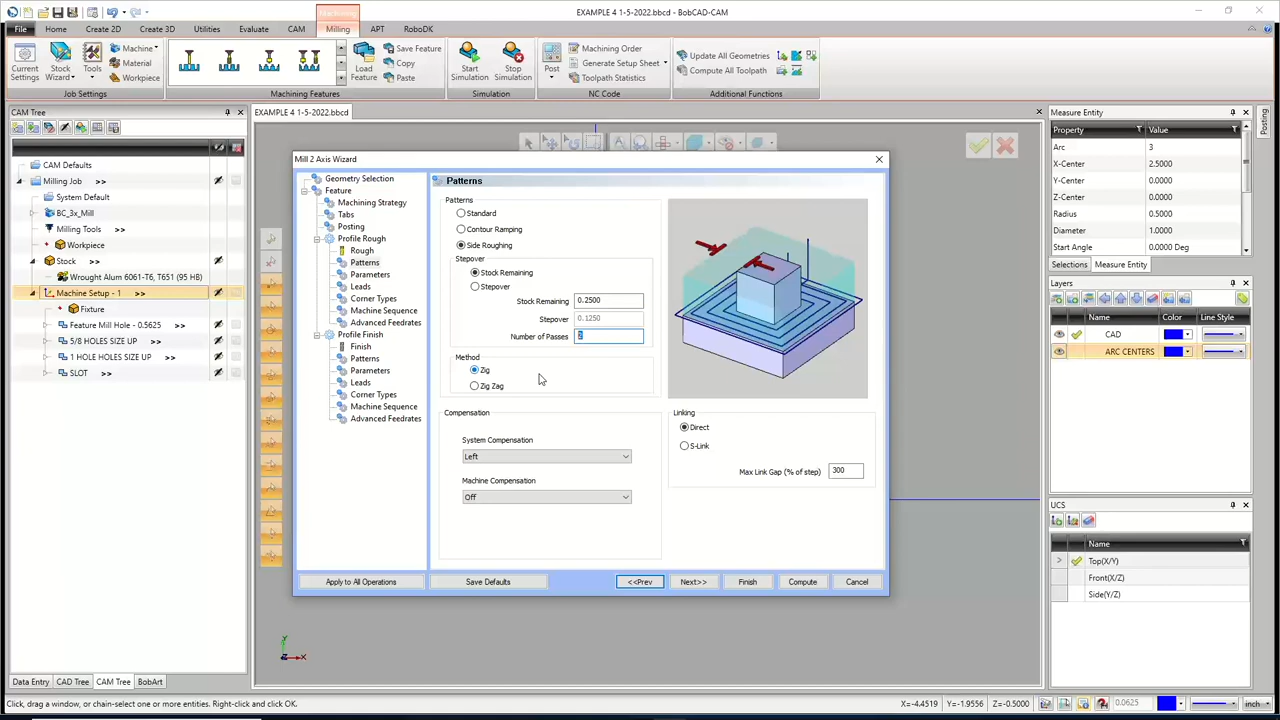 EXAMPLE 4 1-5-2022.bbcd - BobCAD-CAM
File
Home
Create 2D
Create 3D
Utilities
Evaluate
CAM
Milling
APT
RoboDK
Current Settings
Stock Wizard
Tools
Machine
Material
Workpiece
Job Settings
Load Feature
Save Feature
Copy
Paste
Machining Features
Start Simulation
Stop Simulation
Simulation
Post
Machining Order
Generate Setup Sheet
Toolpath Statistics
NC Code
Update All Geometries
Compute All Toolpath
Additional Functions
CAM Tree
CAM Defaults
Milling Job >>
System Default
BC_3x_Mill
Milling Tools >>
Workpiece
Stock >>
Wrought Alum 6061-T6, T651 (95 HB)
Machine Setup - 1 >>
Fixture
Feature Mill Hole - 0.5625 >>
5/8 HOLES SIZE UP >>
1 HOLE HOLES SIZE UP >>
SLOT >>
Data Entry
CAD Tree
CAM Tree
BobArt
EXAMPLE 4 1-5-2022.bbcd
Mill 2 Axis Wizard
Geometry Selection
Feature
Machining Strategy
Tabs
Posting
Profile Rough
Rough
Patterns
Parameters
Leads
Corner Types
Machine Sequence
Advanced Feedrates
Profile Finish
Finish
Patterns
Parameters
Leads
Corner Types
Machine Sequence
Advanced Feedrates
Patterns
Patterns
Standard
Contour Ramping
Side Roughing
Stepover
Stock Remaining
Stepover
Stock Remaining 0.2500
Stepover 0.1250
Number of Passes 2
Method
Zig
Zig Zag
Compensation
System Compensation
Left
Machine Compensation
Off
Linking
Direct
S-Link
Max Link Gap (% of step) 300
Apply to All Operations
Save Defaults
<<Prev
Next>>
Finish
Compute
Cancel
Y
Z
X
Measure Entity
Property Value
Arc 3
X-Center 2.5000
Y-Center 0.0000
Z-Center 0.0000
Radius 0.5000
Diameter 1.0000
Start Angle 0.0000 Deg
Selections
Measure Entity
Posting
Layers
Name Color Line Style
CAD
ARC CENTERS
UCS
Name
Top(X/Y)
Front(X/Z)
Side(Y/Z)
Click, drag a window, or chain-select one or more entities. Right-click and click OK.
X=-4.4519 Y=-1.9556 Z=-0.5000
0.0625
inch